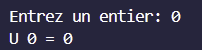 Entrez un entier: 0
U 0 = 0